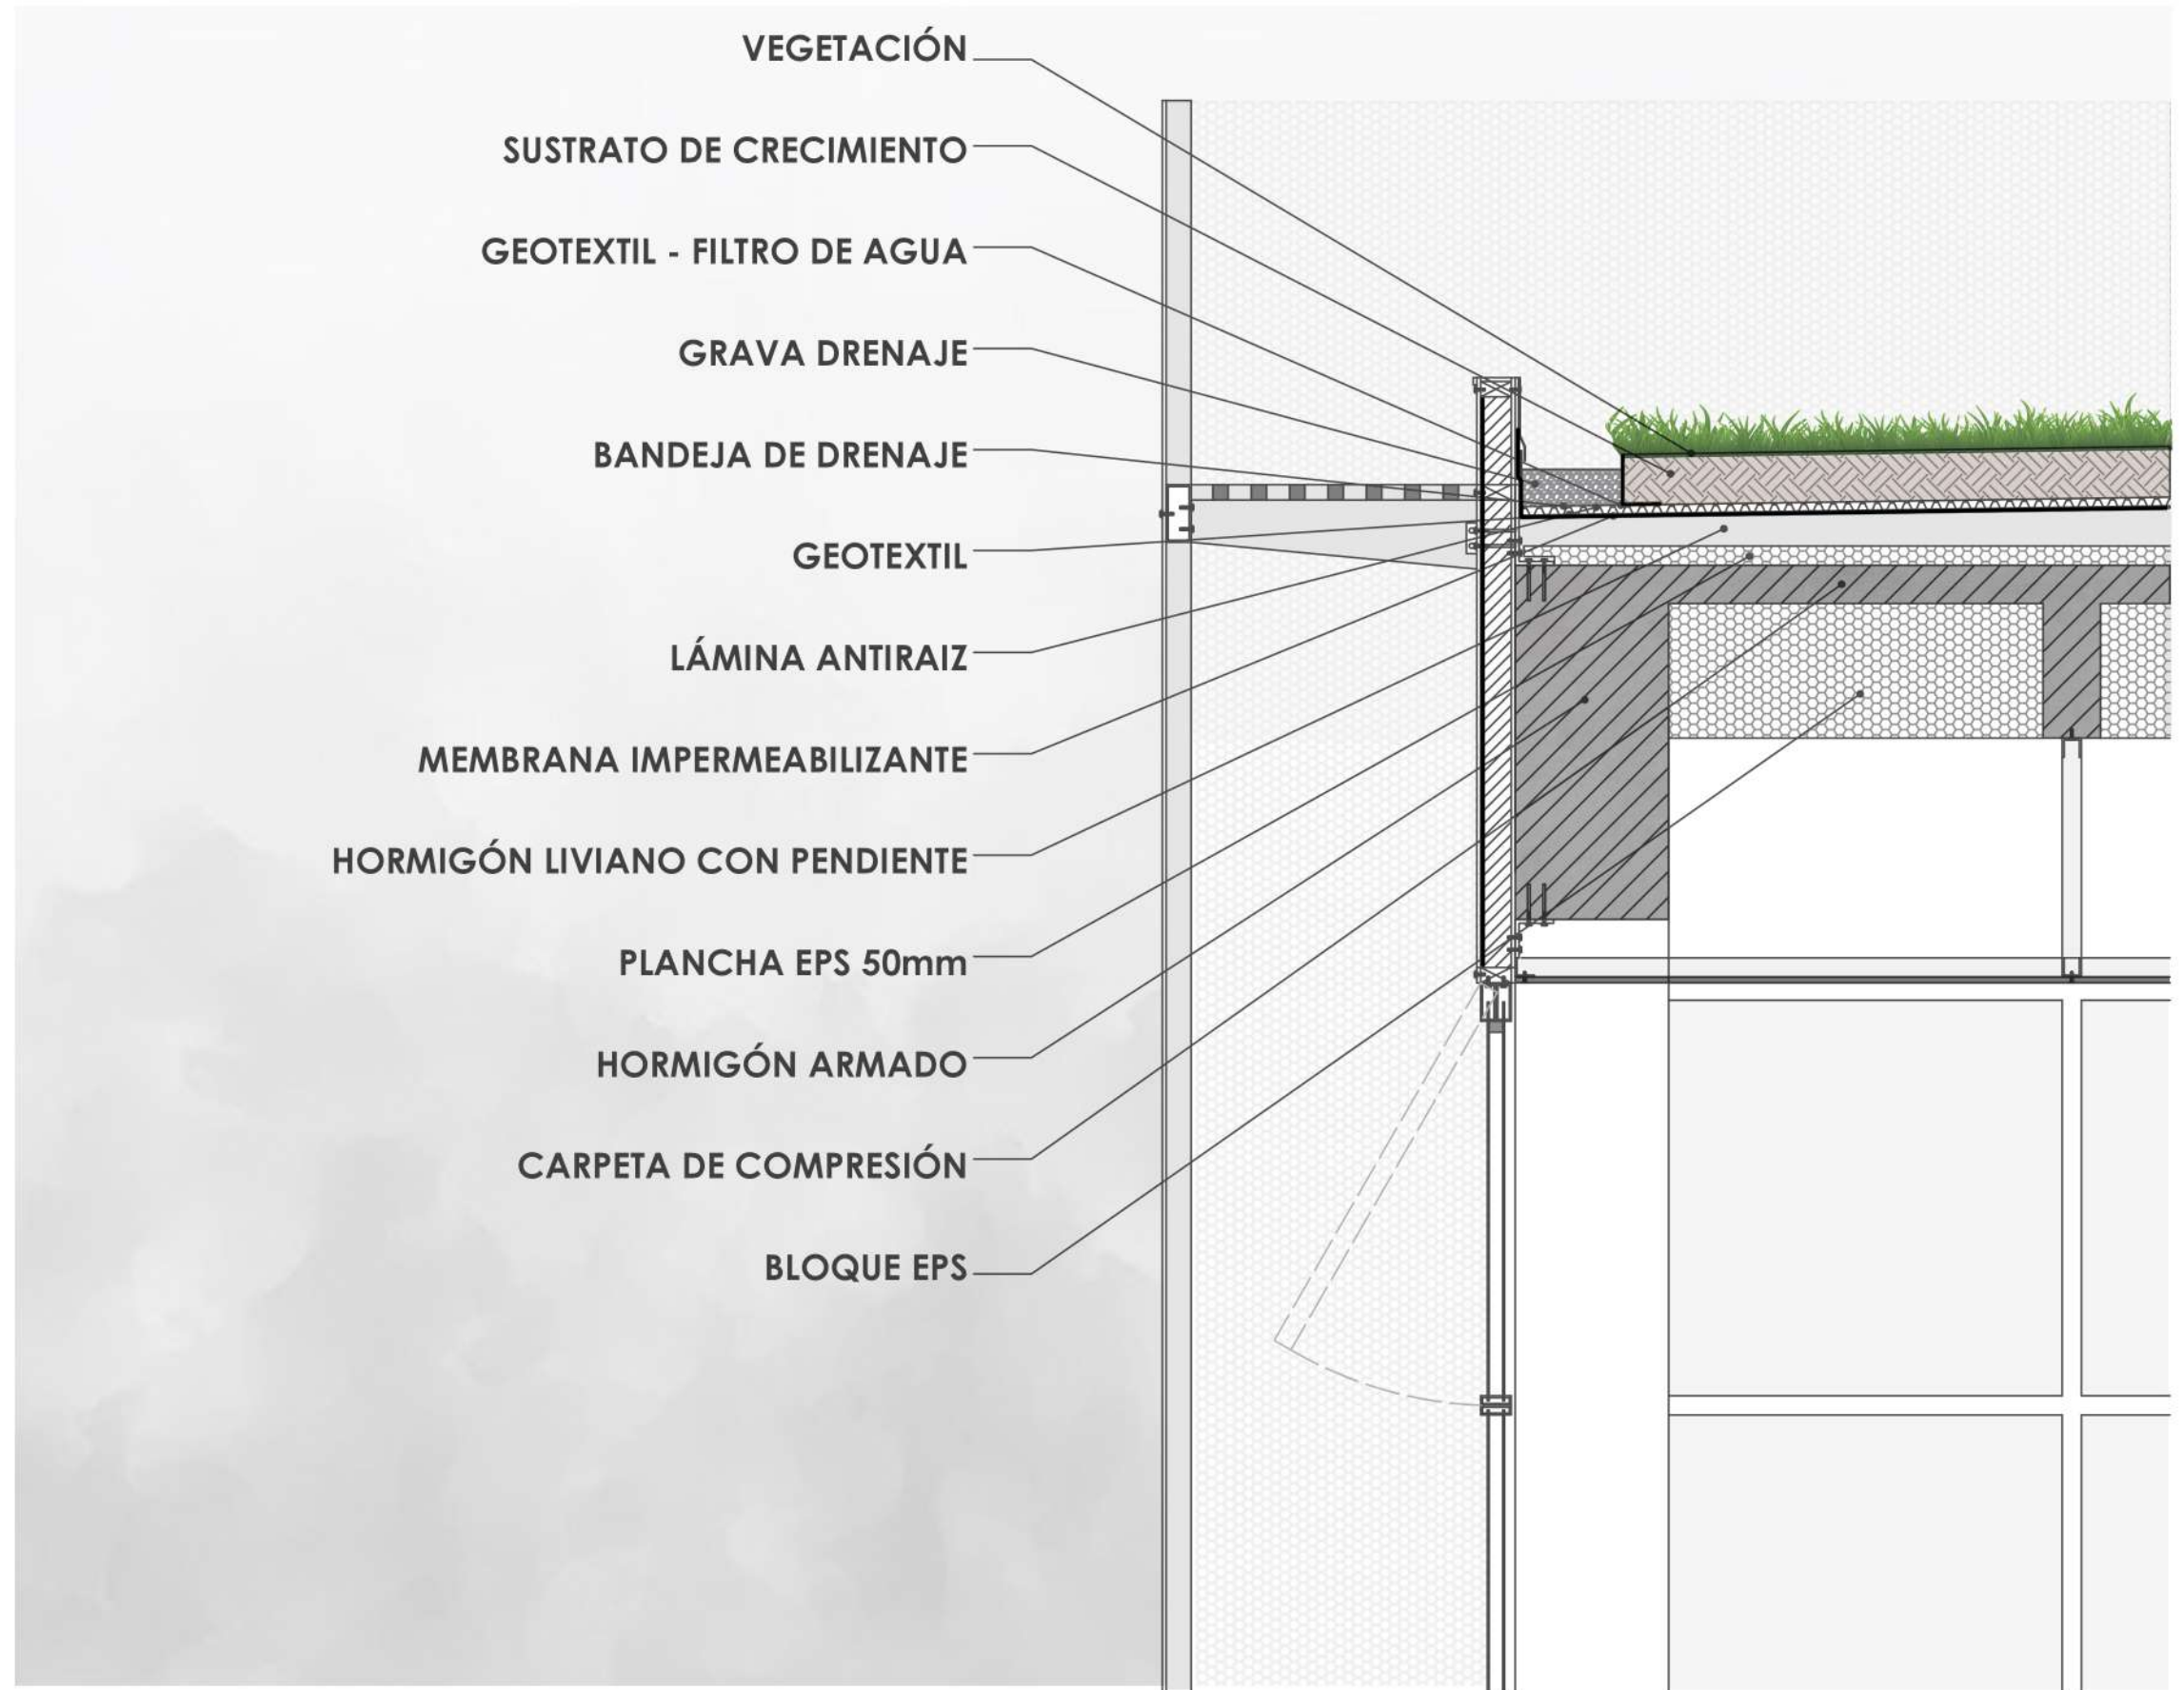 VEGETACIÓN
SUSTRATO DE CRECIMIENTO
GEOTEXTIL - FILTRO DE AGUA
GRAVA DRENAJE
BANDEJA DE DRENAJE
GEOTEXTIL
LÁMINA ANTIRAIZ
MEMBRANA IMPERMEABILIZANTE
HORMIGÓN LIVIANO CON PENDIENTE
PLANCHA EPS 50mm
HORMIGÓN ARMADO
CARPETA DE COMPRESIÓN
BLOQUE EPS